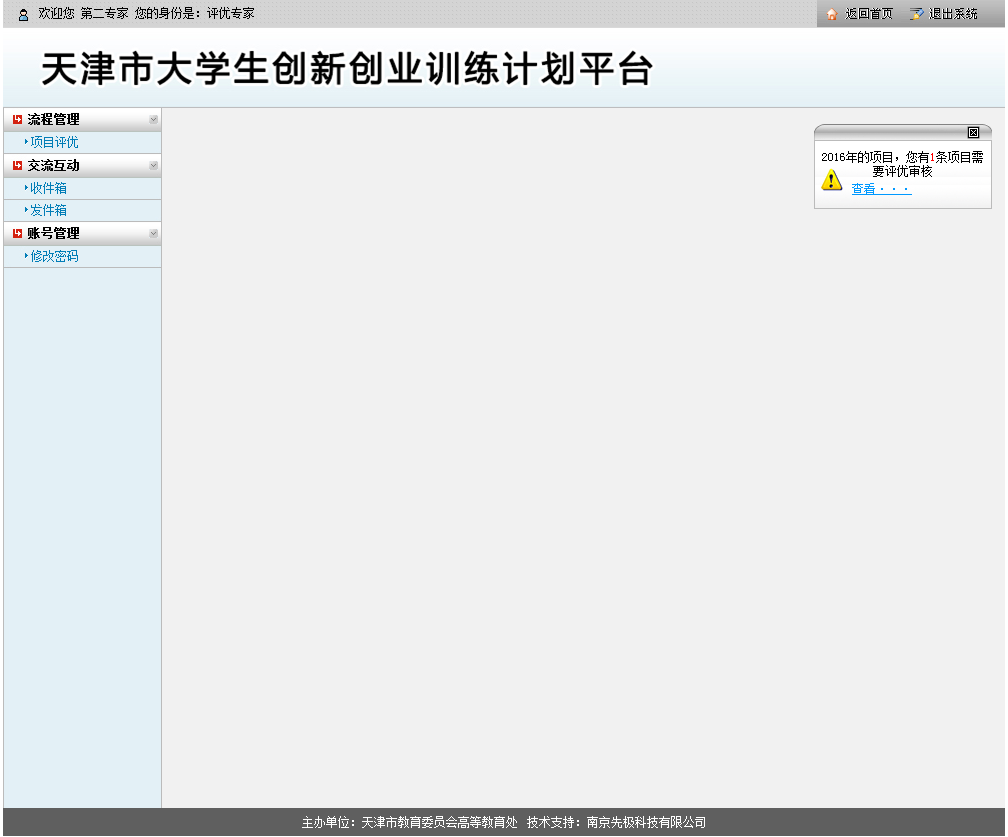 欢迎您 第二专家 您的身份是：评优专家
返回首页 退出系统
天津市大学生创新创业训练计划平台
流程管理
项目评优
交流互动
收件箱
发件箱
账号管理
修改密码
2016年的项目，您有1条项目需
要评优审核
查看···
主办单位：天津市教育委员会高等教育处 技术支持：南京先极科技有限公司